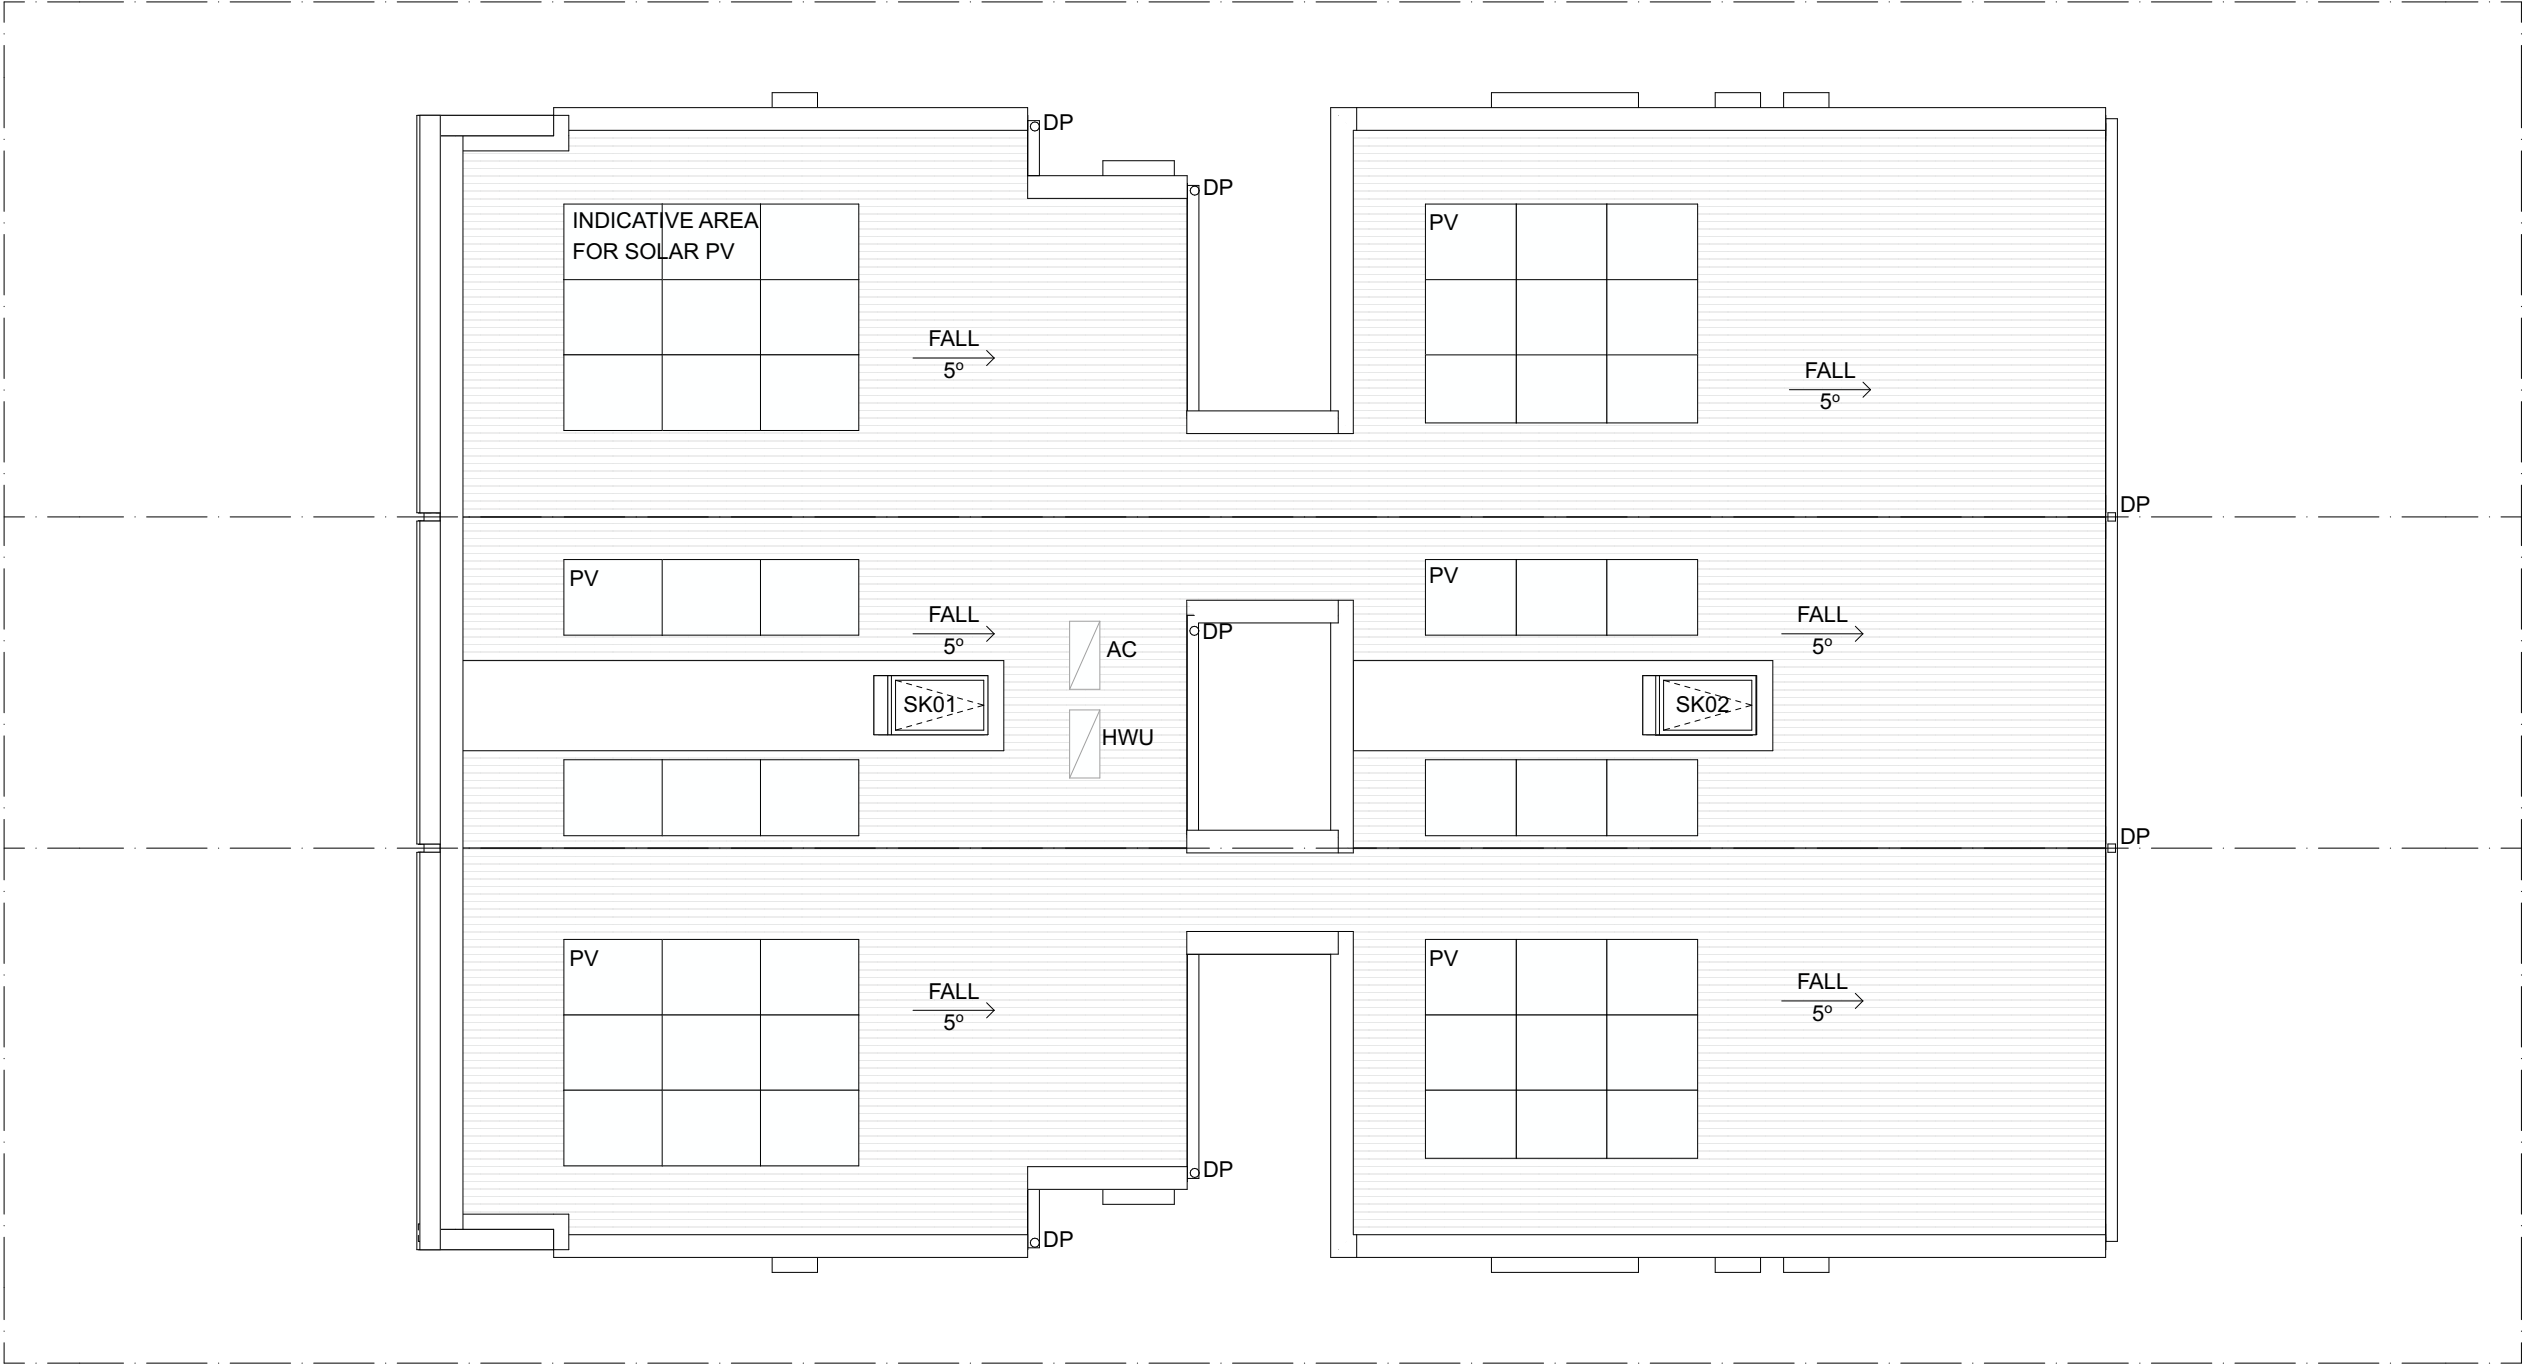 DP
DP
INDICATIVE AREA
FOR SOLAR PV
PV
FALL
5º
FALL
5º
DP
PV
PV
FALL
5º
FALL
5º
DP
AC
SK01
SK02
HWU
DP
PV
PV
FALL
5º
FALL
5º
DP
DP